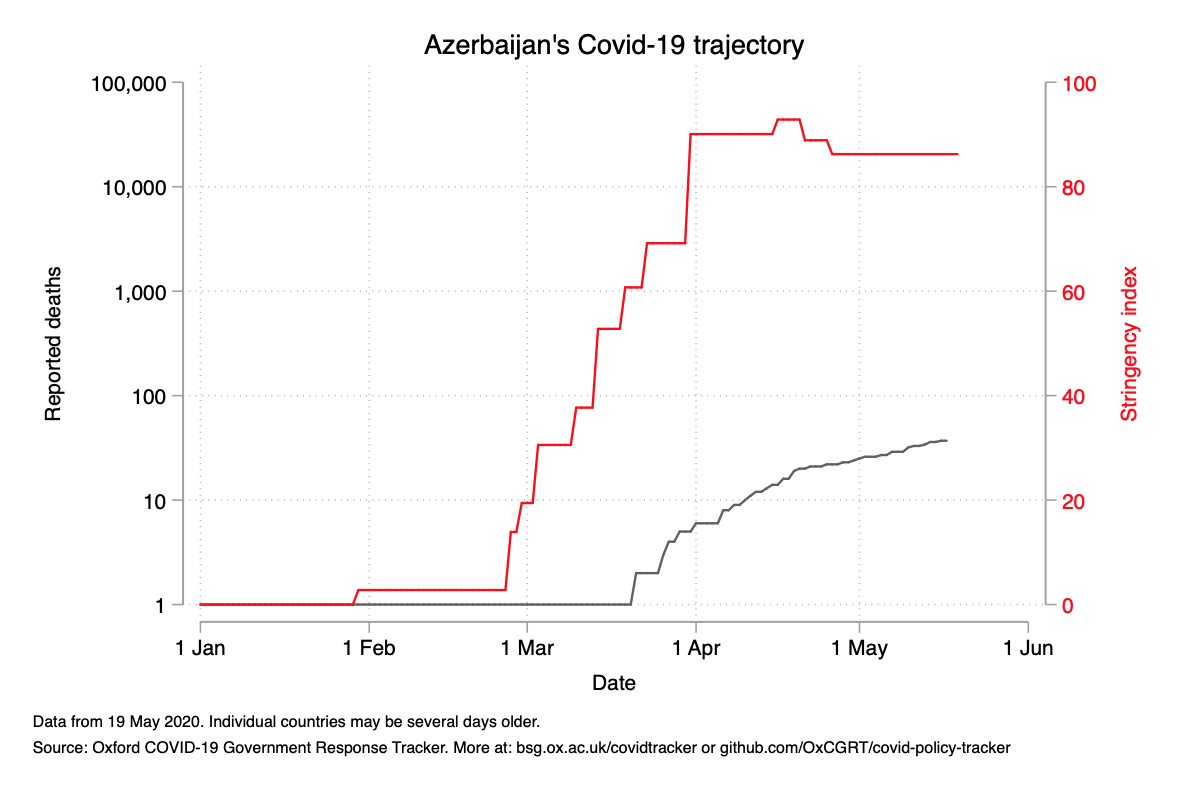 Azerbaijan's Covid-19 trajectory
100,000
10,000
1,000
100
10
1
Reported deaths
100
80
60
40
20
0
Stringency index
1 Jan
1 Feb
1 Mar
1 Apr
1 May
1 Jun
Date
Data from 19 May 2020. Individual countries may be several days older.
Source: Oxford COVID-19 Government Response Tracker. More at: bsg.ox.ac.uk/covidtracker or github.com/OxCGRT/covid-policy-tracker